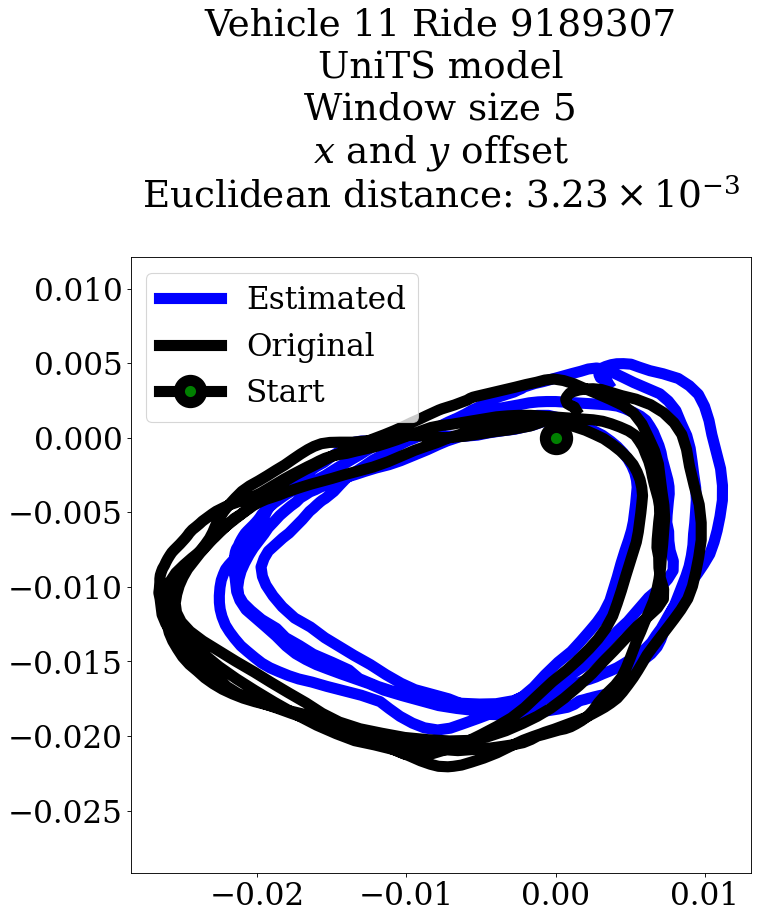 Vehicle 11 Ride 9189307
UniTS model
Window size 5
x and y offset
Euclidean distance: 3.23 × 10⁻³
Estimated
Original
Start
0.010
0.005
0.000
−0.005
−0.010
−0.015
−0.020
−0.025
−0.02 −0.01 0.00 0.01